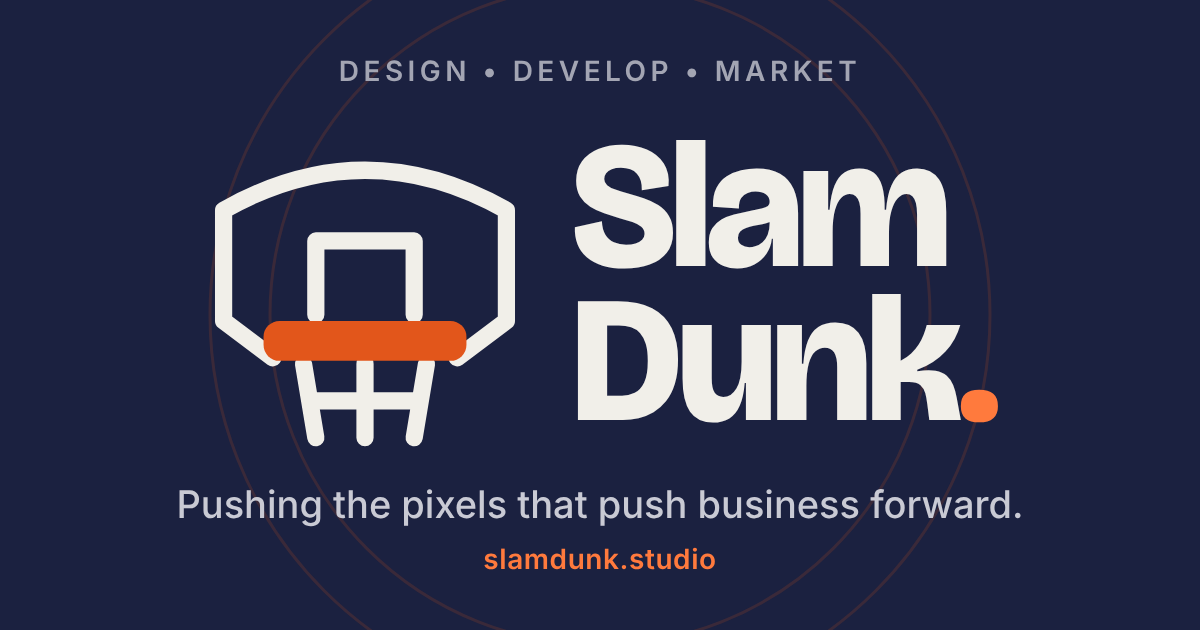 DESIGN • DEVELOP • MARKET
Slam
Dunk.
Pushing the pixels that push business forward.
slamdunk.studio